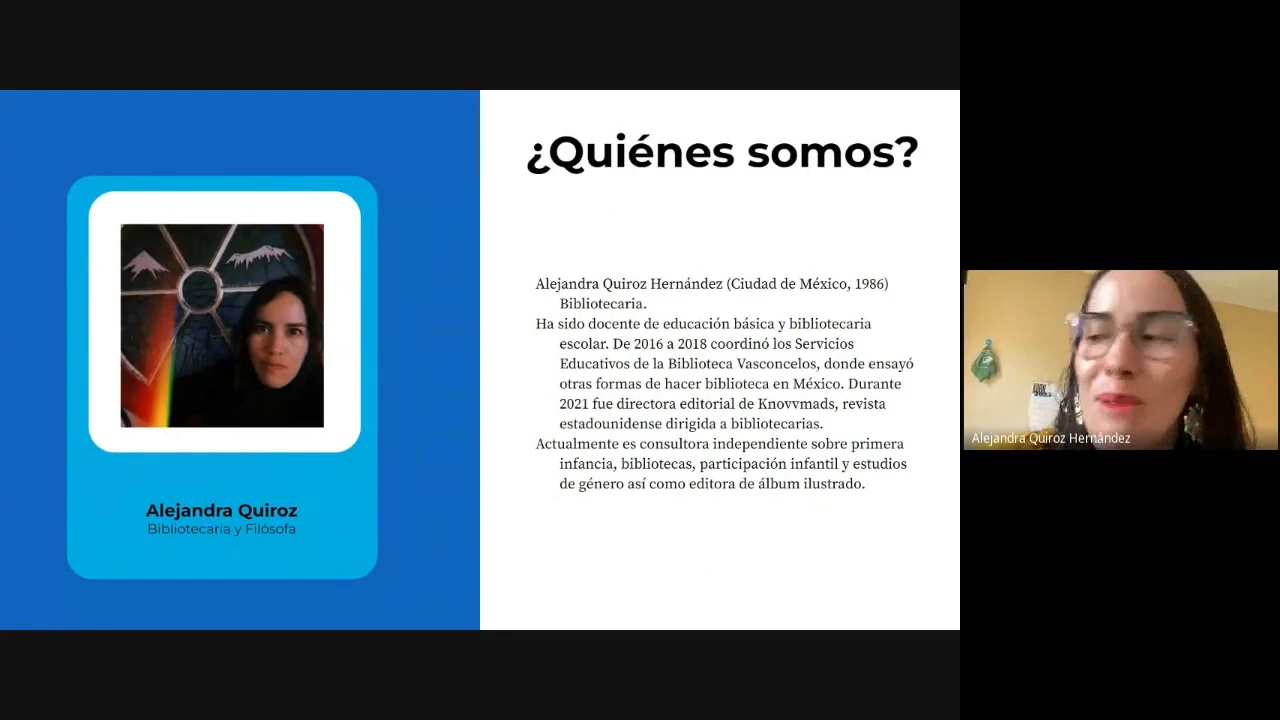 ¿Quiénes somos?
Alejandra Quiroz Hernández (Ciudad de México, 1986)
Bibliotecaria.
Ha sido docente de educación básica y bibliotecaria
escolar. De 2016 a 2018 coordinó los Servicios
Educativos de la Biblioteca Vasconcelos, donde ensayó
otras formas de hacer biblioteca en México. Durante
2021 fue directora editorial de Knovvmads, revista
estadounidense dirigida a bibliotecarias.
Actualmente es consultora independiente sobre primera
infancia, bibliotecas, participación infantil y estudios
de género así como editora de álbum ilustrado.
Alejandra Quiroz
Bibliotecaria y Filósofa
Alejandra Quiroz Hernández